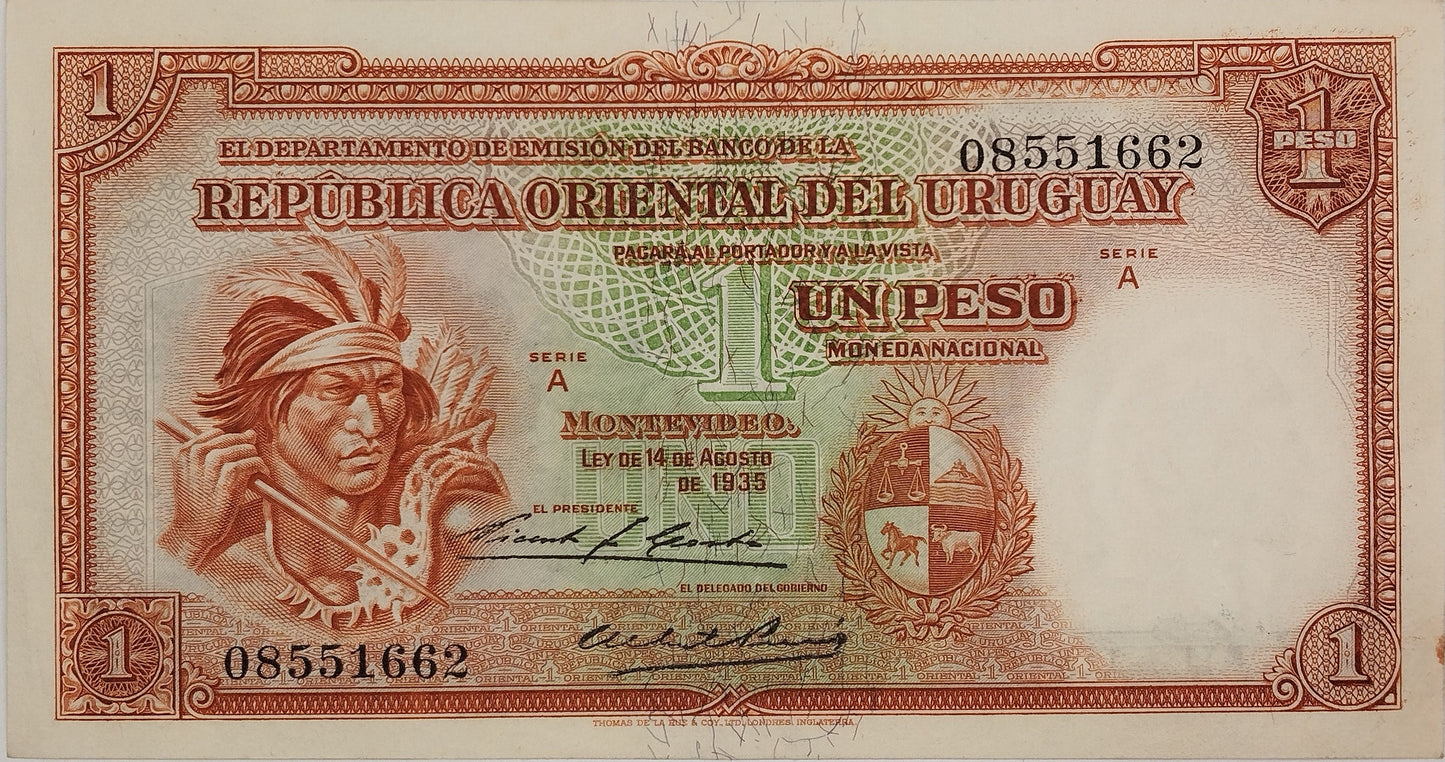 1
EL DEPARTAMENTO DE EMISIÓN DEL BANCO DE LA
08551662
1
PESO
REPÚBLICA ORIENTAL DEL URUGUAY
PAGARÁ AL PORTADOR Y A LA VISTA
SERIE
A
1
UN PESO
MONEDA NACIONAL
SERIE
A
MONTEVIDEO.
LEY DE 14 DE AGOSTO
DE 1935
UNO
EL PRESIDENTE
EL DELEGADO DEL GOBIERNO
1
08551662
1
THOMAS DE LA RUE & COY. LTD. LONDRES. INGLATERRA.